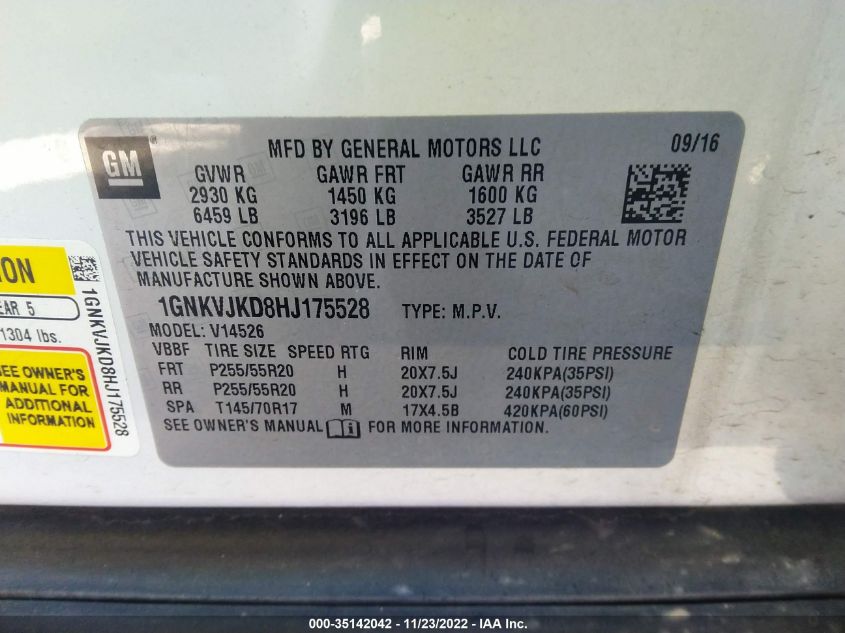 GM
MFD BY GENERAL MOTORS LLC
09/16
GVWR GAWR FRT GAWR RR
2930 KG 1450 KG 1600 KG
6459 LB 3196 LB 3527 LB
THIS VEHICLE CONFORMS TO ALL APPLICABLE U.S. FEDERAL MOTOR
VEHICLE SAFETY STANDARDS IN EFFECT ON THE DATE OF
MANUFACTURE SHOWN ABOVE.
1GNKVJKD8HJ175528 TYPE: M.P.V.
MODEL: V14526
VBBF TIRE SIZE SPEED RTG RIM COLD TIRE PRESSURE
FRT P255/55R20 H 20X7.5J 240KPA(35PSI)
RR P255/55R20 H 20X7.5J 240KPA(35PSI)
SPA T145/70R17 M 17X4.5B 420KPA(60PSI)
SEE OWNER'S MANUAL FOR MORE INFORMATION.
ION
EAR 5
1304 lbs.
SEE OWNER'S
MANUAL FOR
ADDITIONAL
INFORMATION
1GNKVJKD8HJ175528
000-35142042 - 11/23/2022 - IAA Inc.